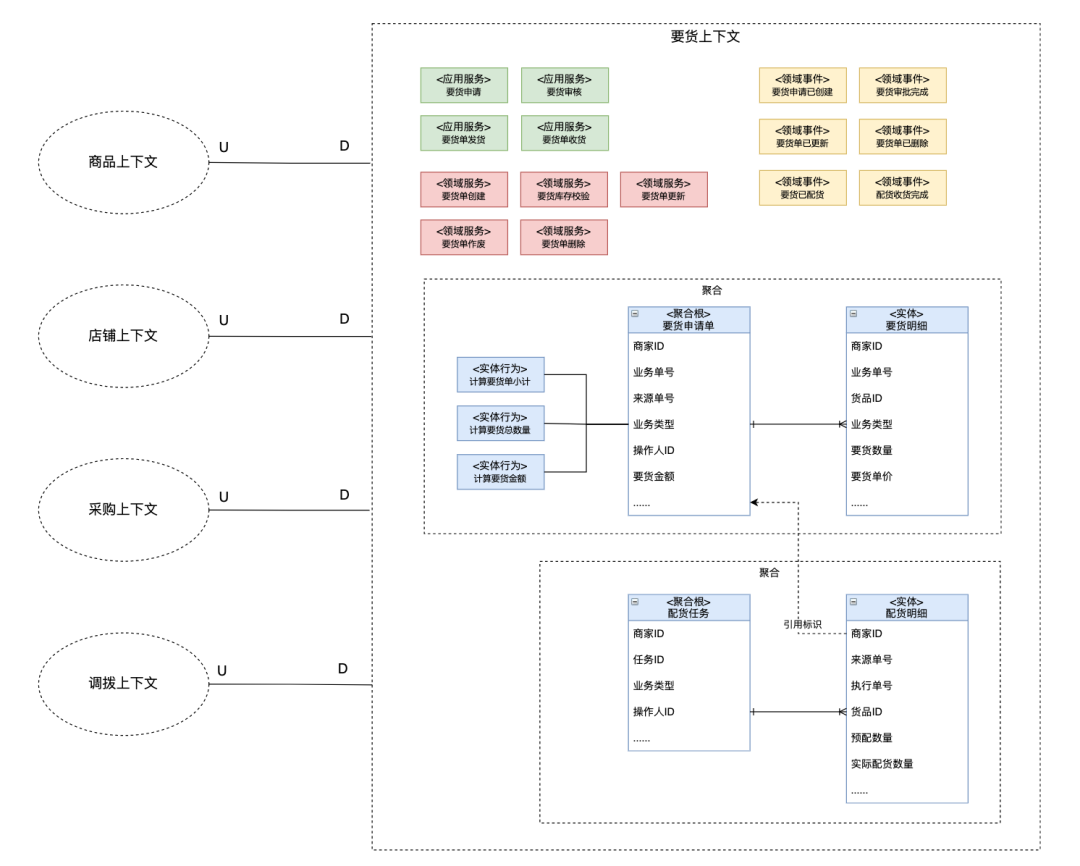 要货上下文
<应用服务>
要货申请
<应用服务>
要货审核
<领域事件>
要货申请已创建
<领域事件>
要货审批完成
<应用服务>
要货单发货
<应用服务>
要货单收货
<领域事件>
要货单已更新
<领域事件>
要货单已删除
<领域服务>
要货单创建
<领域服务>
要货库存校验
<领域服务>
要货单更新
<领域事件>
要货已配货
<领域事件>
配货收货完成
<领域服务>
要货单作废
<领域服务>
要货单删除
商品上下文
U
D
店铺上下文
U
D
采购上下文
U
D
调拨上下文
U
D
聚合
<实体行为>
计算要货单小计
<实体行为>
计算要货总数量
<实体行为>
计算要货金额
<聚合根>
要货申请单
商家ID
业务单号
来源单号
业务类型
操作人ID
要货金额
......
<实体>
要货明细
商家ID
业务单号
货品ID
业务类型
要货数量
要货单价
......
聚合
<聚合根>
配货任务
商家ID
任务ID
业务类型
操作人ID
......
引用标识
<实体>
配货明细
商家ID
来源单号
执行单号
货品ID
预配数量
实际配货数量
......